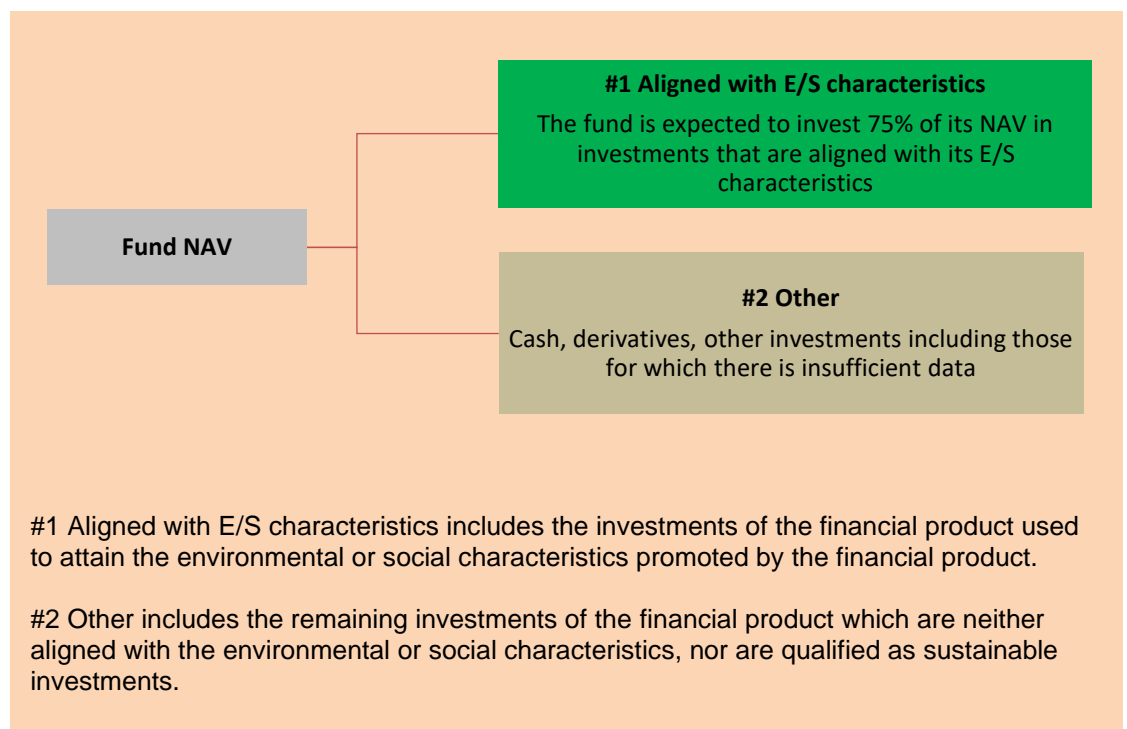 #1 Aligned with E/S characteristics
The fund is expected to invest 75% of its NAV in
investments that are aligned with its E/S
characteristics
Fund NAV
#2 Other
Cash, derivatives, other investments including those
for which there is insufficient data
#1 Aligned with E/S characteristics includes the investments of the financial product used
to attain the environmental or social characteristics promoted by the financial product.
#2 Other includes the remaining investments of the financial product which are neither
aligned with the environmental or social characteristics, nor are qualified as sustainable
investments.